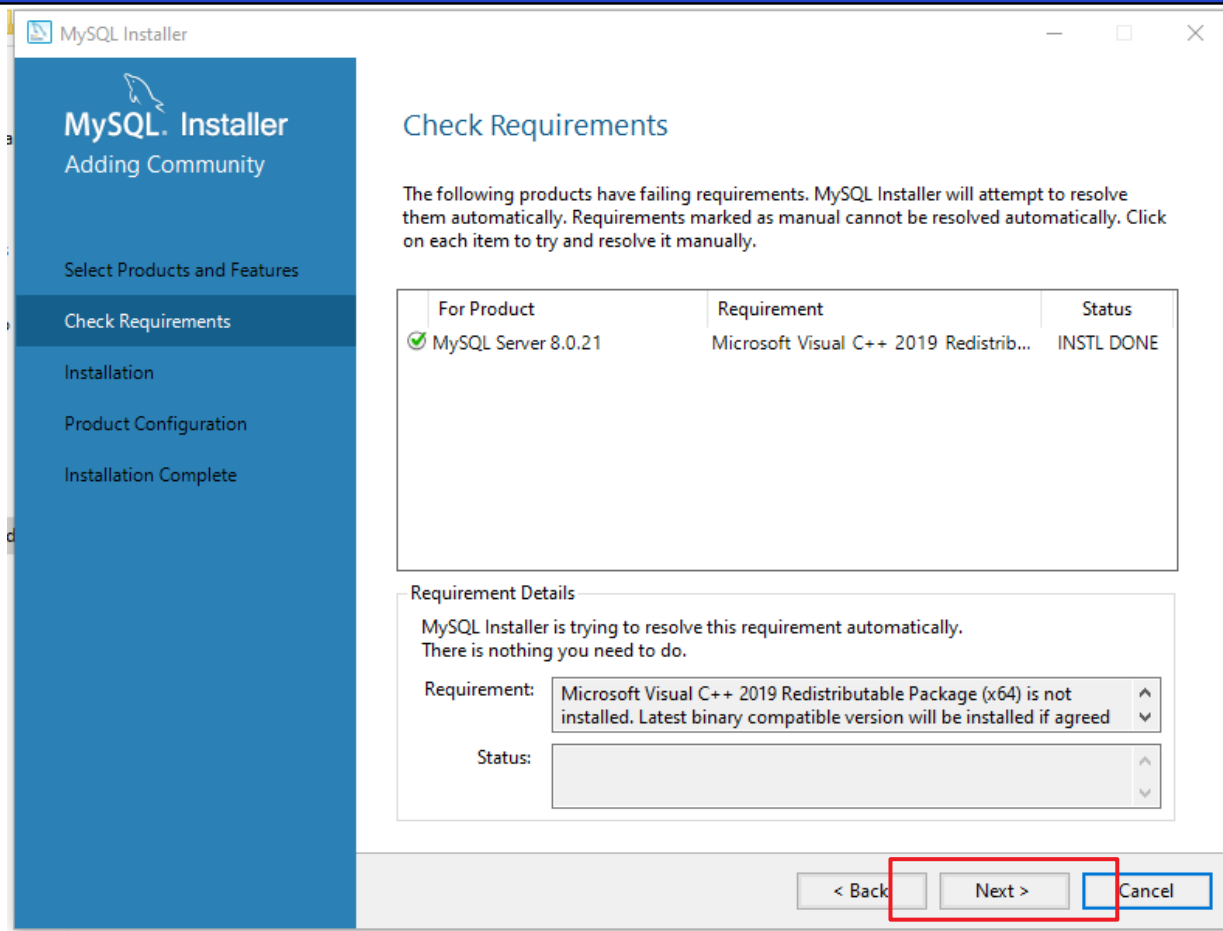 MySQL Installer
MySQL. Installer
Adding Community
Select Products and Features
Check Requirements
Installation
Product Configuration
Installation Complete
Check Requirements
The following products have failing requirements. MySQL Installer will attempt to resolve
them automatically. Requirements marked as manual cannot be resolved automatically. Click
on each item to try and resolve it manually.
For Product Requirement Status
MySQL Server 8.0.21 Microsoft Visual C++ 2019 Redistrib... INSTL DONE
Requirement Details
MySQL Installer is trying to resolve this requirement automatically.
There is nothing you need to do.
Requirement: Microsoft Visual C++ 2019 Redistributable Package (x64) is not
installed. Latest binary compatible version will be installed if agreed
Status:
< Back Next > Cancel